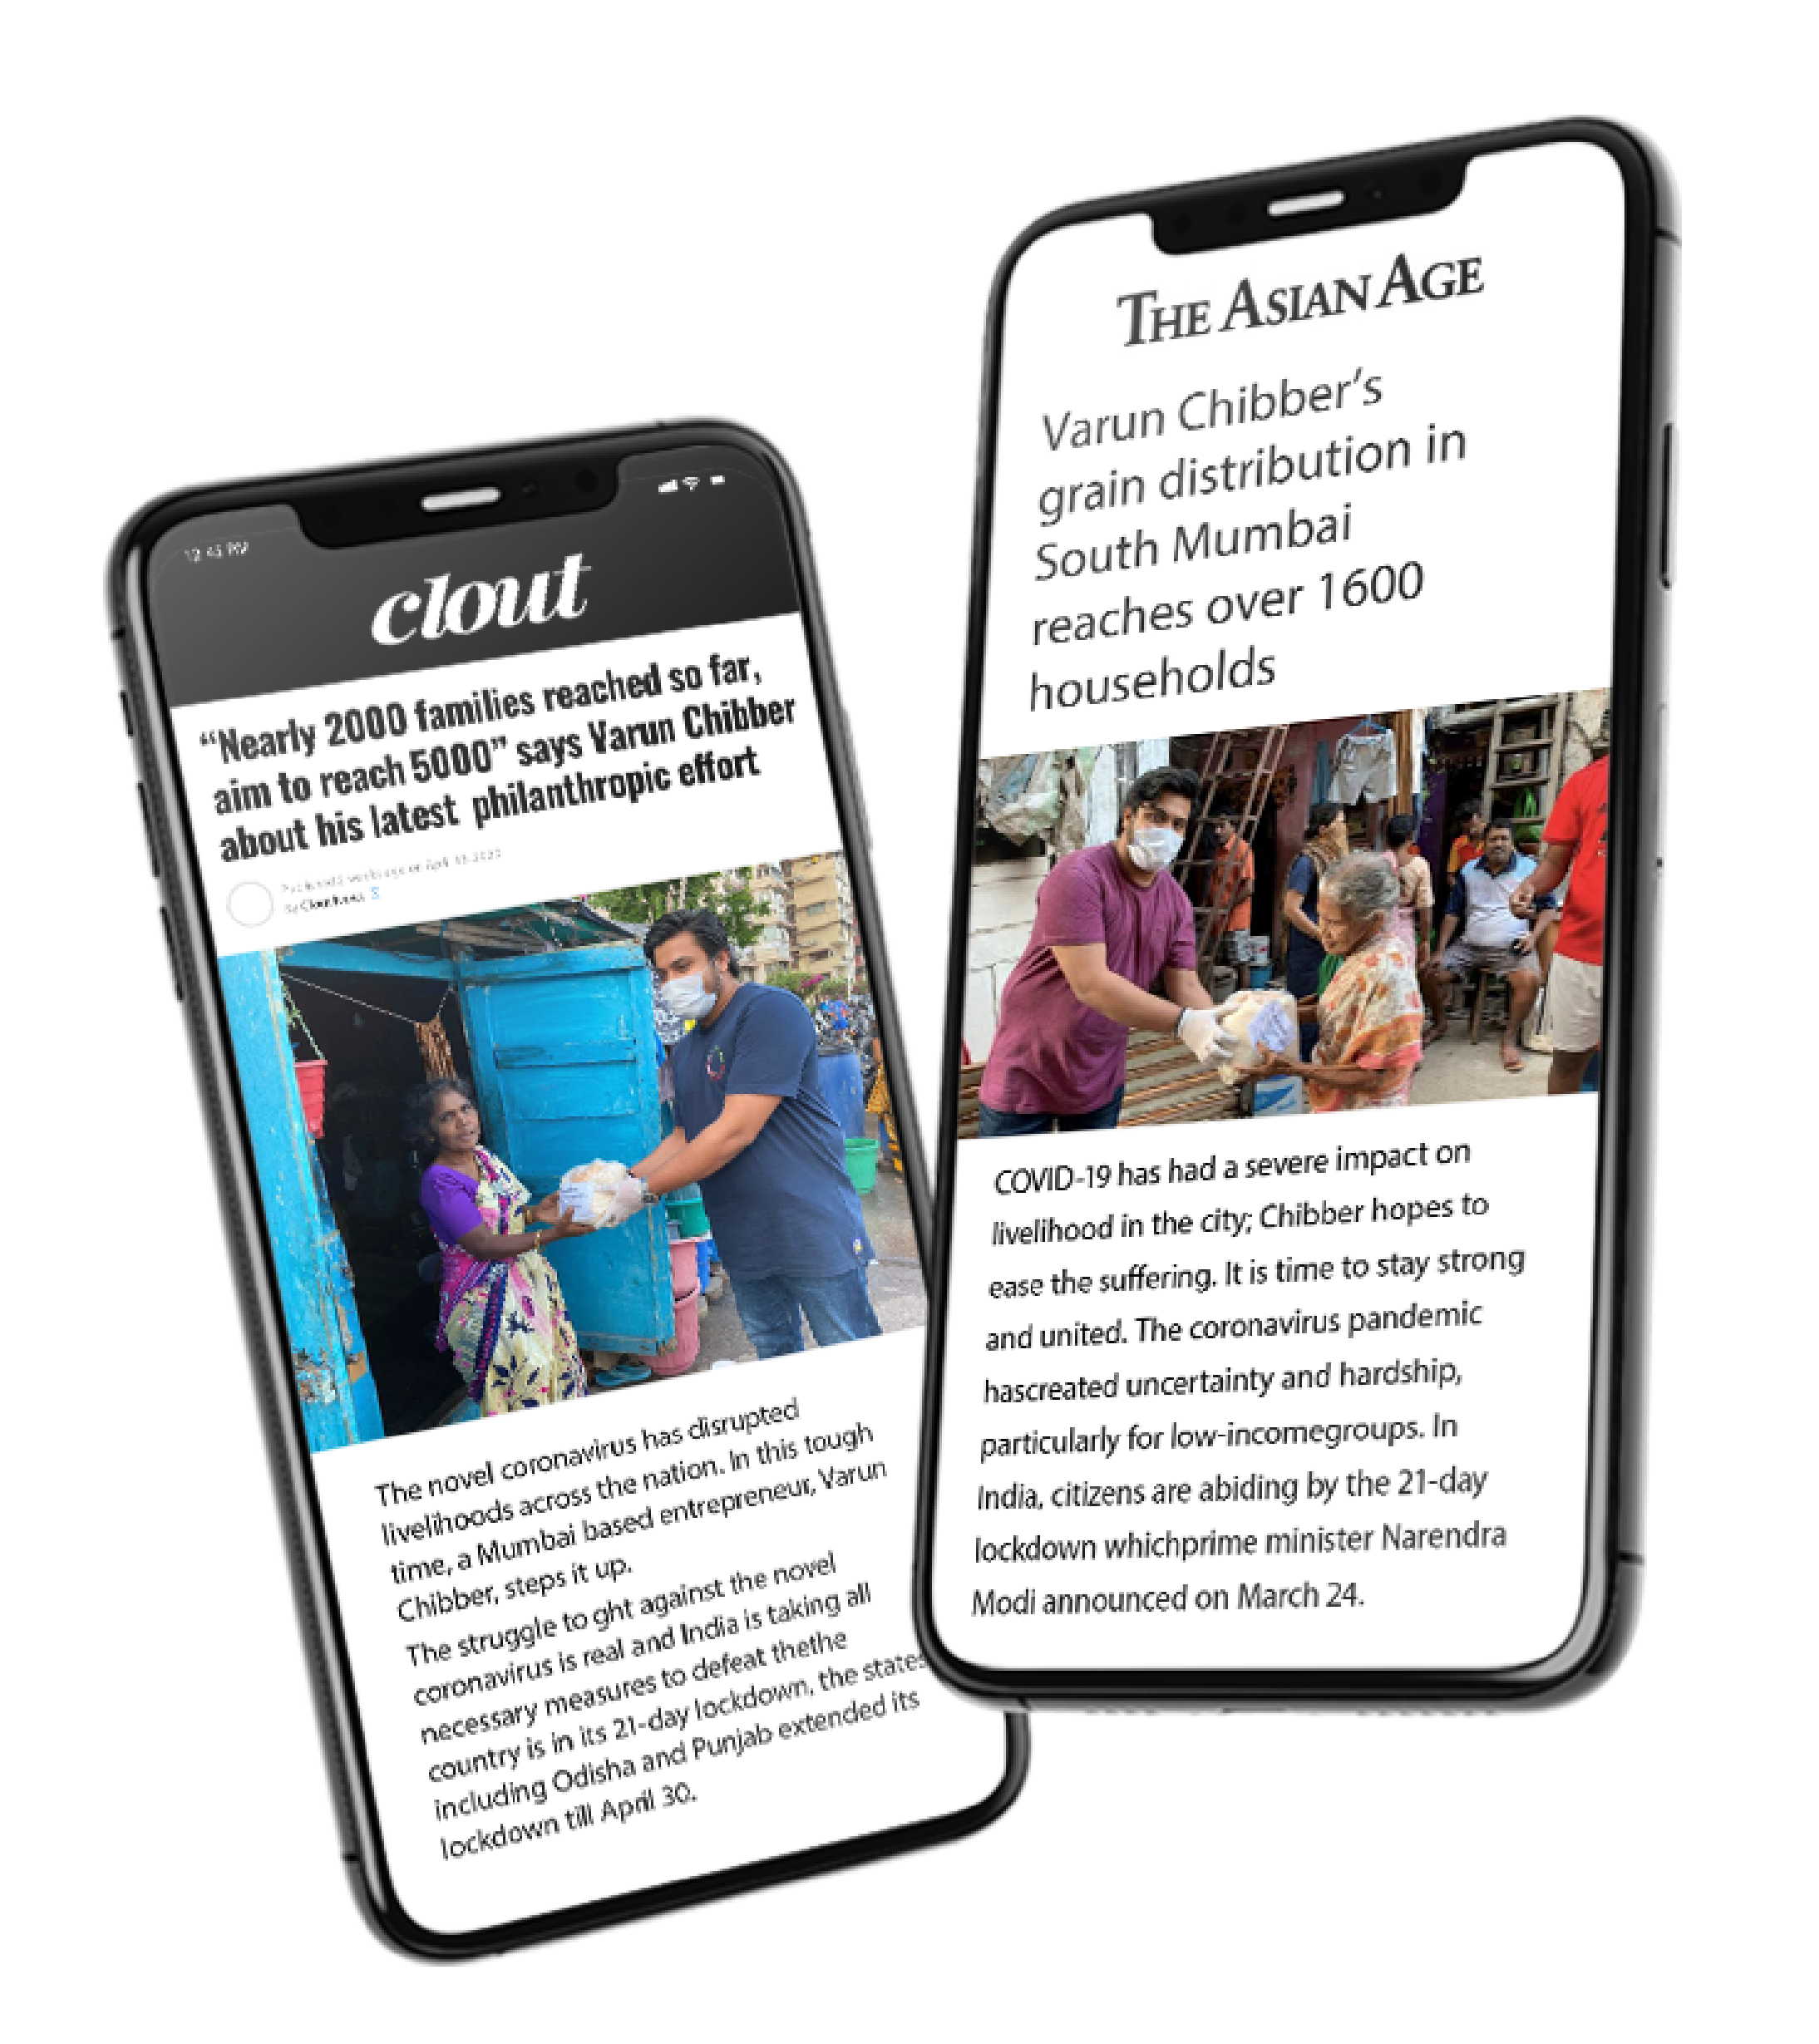 12:45 PM
clout
“Nearly 2000 families reached so far,
aim to reach 5000” says Varun Chibber
about his latest philanthropic effort
The novel coronavirus has disrupted
livelihoods across the nation. In this tough
time, a Mumbai based entrepreneur, Varun
Chibber, steps it up.
The struggle to ght against the novel
coronavirus is real and India is taking all
necessary measures to defeat thethe
country is in its 21-day lockdown, the states
including Odisha and Punjab extended its
lockdown till April 30.
THE ASIAN AGE
Varun Chibber’s
grain distribution in
South Mumbai
reaches over 1600
households
COVID-19 has had a severe impact on
livelihood in the city; Chibber hopes to
ease the suffering. It is time to stay strong
and united. The coronavirus pandemic
hascreated uncertainty and hardship,
particularly for low-incomegroups. In
India, citizens are abiding by the 21-day
lockdown whichprime minister Narendra
Modi announced on March 24.